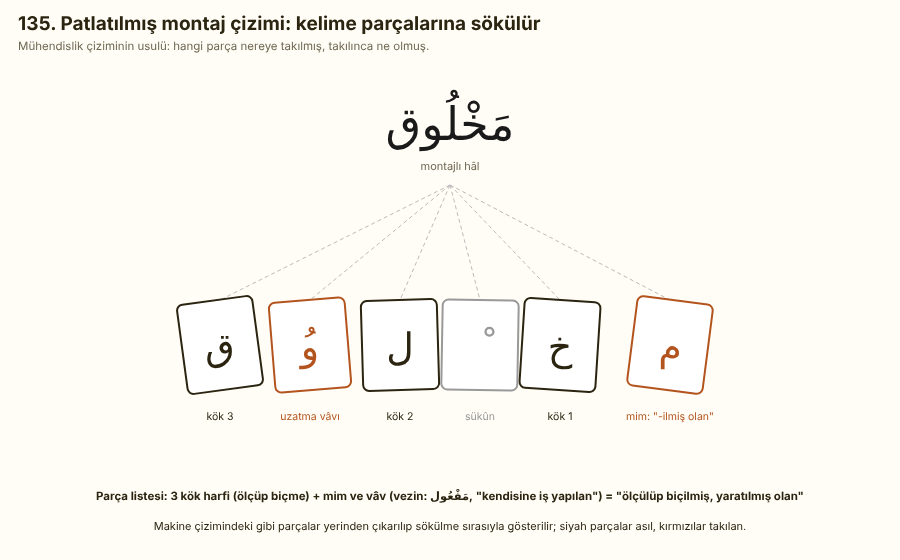 135. Patlatılmış montaj çizimi: kelime parçalarına sökülür
Mühendislik çiziminin usulü: hangi parça nereye takılmış, takılınca ne olmuş.
مَخْلُوق
montajlı hâl
م
خ
ْ
ل
وُ
ق
kök 3
uzatma vâvı
kök 2
sükûn
kök 1
mim: "-ilmiş olan"
Parça listesi: 3 kök harfi (ölçüp biçme) + mim ve vâv (vezin: مَفْعُول, "kendisine iş yapılan") = "ölçülüp biçilmiş, yaratılmış olan"
Makine çizimindeki gibi parçalar yerinden çıkarılıp sökülme sırasıyla gösterilir; siyah parçalar asıl, kırmızılar takılan.